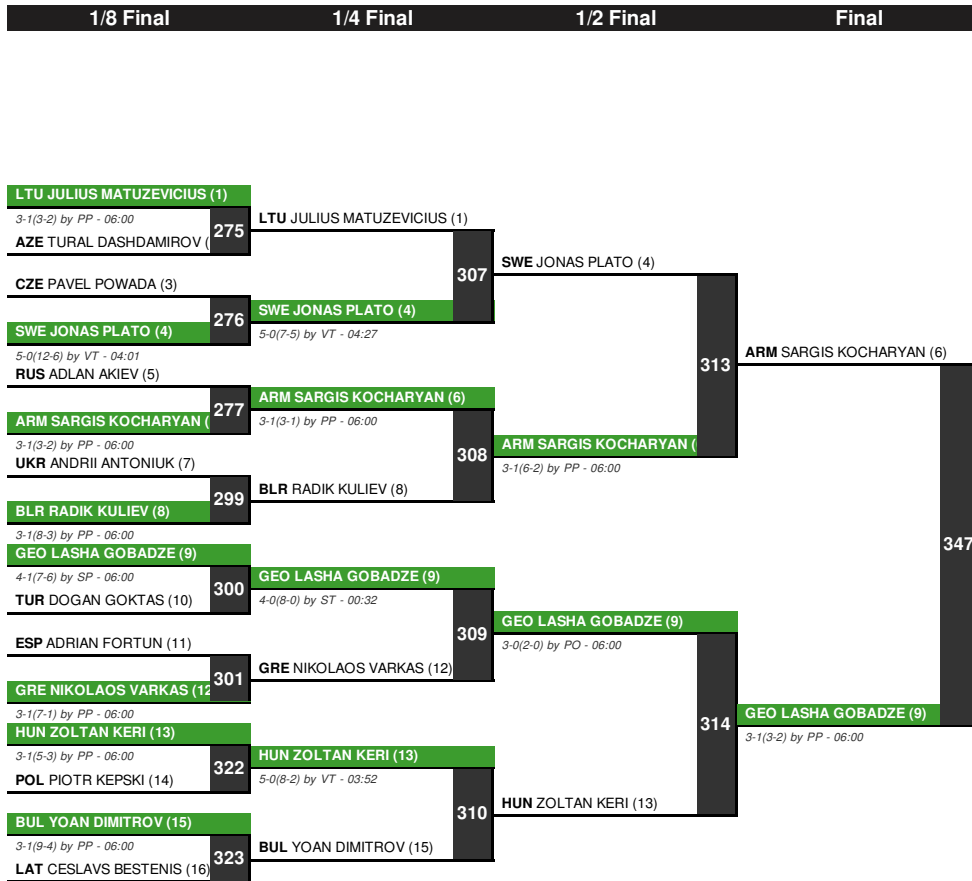 1/8 Final
1/4 Final
1/2 Final
Final
LTU JULIUS MATUZEVICIUS (1)
3-1(3-2) by PP - 06:00
275
AZE TURAL DASHDAMIROV (
CZE PAVEL POWADA (3)
276
SWE JONAS PLATO (4)
5-0(12-6) by VT - 04:01
RUS ADLAN AKIEV (5)
277
ARM SARGIS KOCHARYAN (
3-1(3-2) by PP - 06:00
UKR ANDRII ANTONIUK (7)
299
BLR RADIK KULIEV (8)
3-1(8-3) by PP - 06:00
GEO LASHA GOBADZE (9)
4-1(7-6) by SP - 06:00
300
TUR DOGAN GOKTAS (10)
ESP ADRIAN FORTUN (11)
301
GRE NIKOLAOS VARKAS (12
3-1(7-1) by PP - 06:00
HUN ZOLTAN KERI (13)
3-1(5-3) by PP - 06:00
322
POL PIOTR KEPSKI (14)
BUL YOAN DIMITROV (15)
3-1(9-4) by PP - 06:00
323
LAT CESLAVS BESTENIS (16)
LTU JULIUS MATUZEVICIUS (1)
307
SWE JONAS PLATO (4)
5-0(7-5) by VT - 04:27
ARM SARGIS KOCHARYAN (6)
3-1(3-1) by PP - 06:00
308
BLR RADIK KULIEV (8)
GEO LASHA GOBADZE (9)
4-0(8-0) by ST - 00:32
309
GRE NIKOLAOS VARKAS (12)
HUN ZOLTAN KERI (13)
5-0(8-2) by VT - 03:52
310
BUL YOAN DIMITROV (15)
SWE JONAS PLATO (4)
313
ARM SARGIS KOCHARYAN (
3-1(6-2) by PP - 06:00
GEO LASHA GOBADZE (9)
3-0(2-0) by PO - 06:00
314
HUN ZOLTAN KERI (13)
ARM SARGIS KOCHARYAN (6)
347
GEO LASHA GOBADZE (9)
3-1(3-2) by PP - 06:00